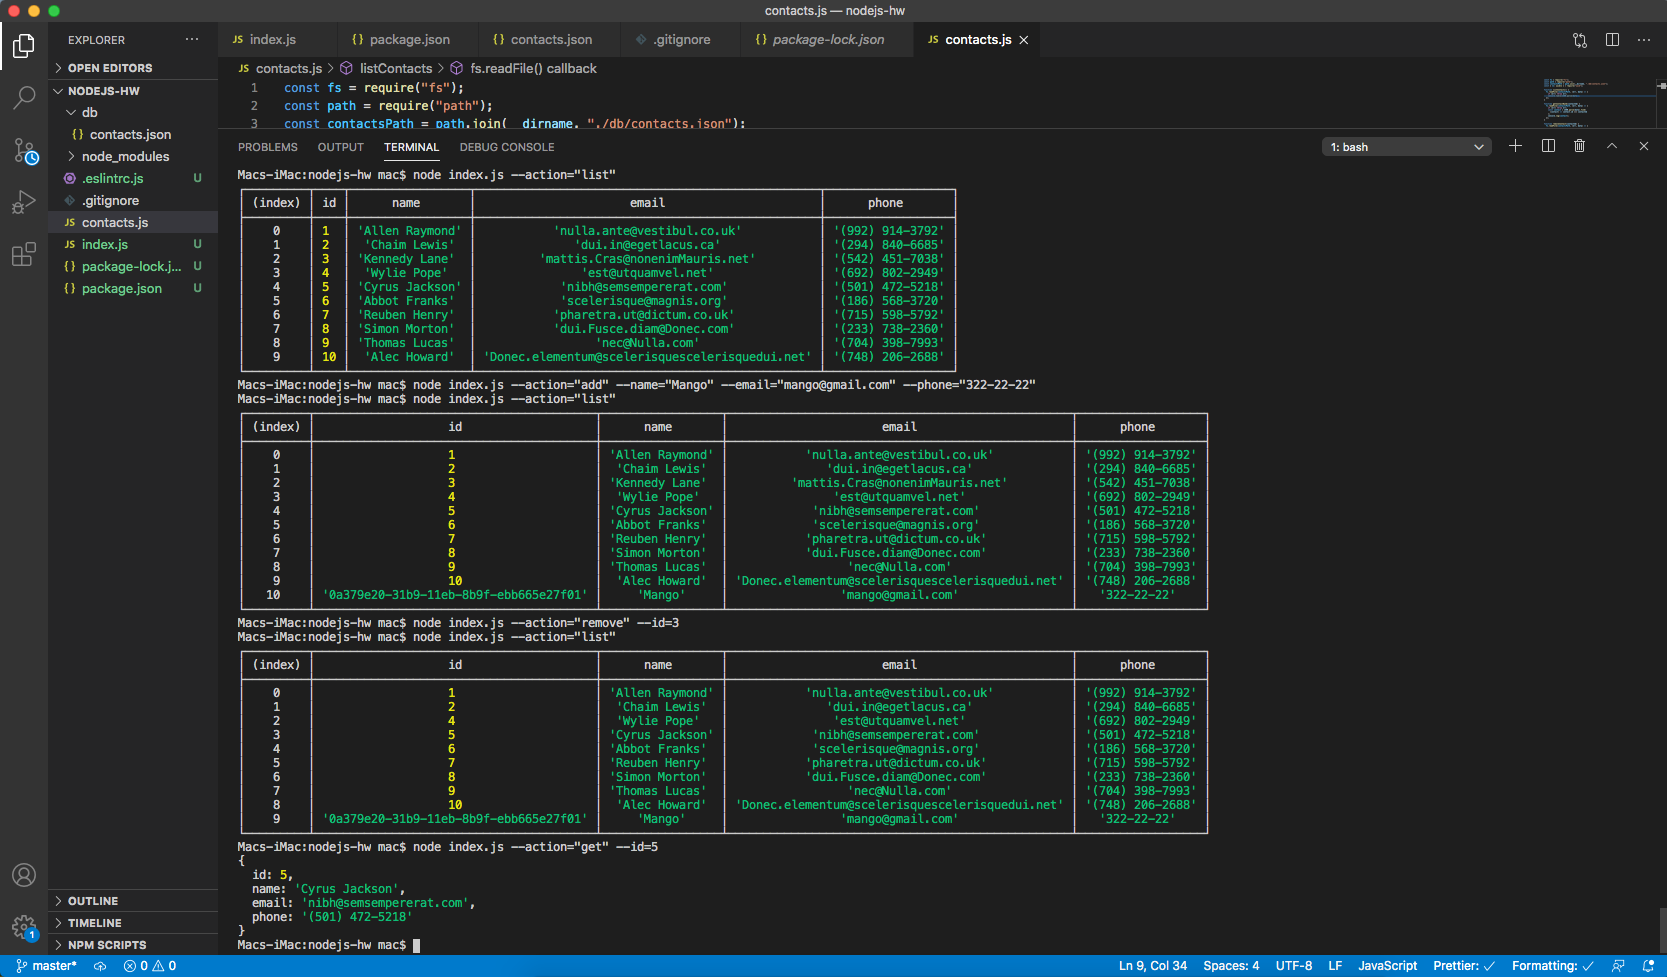 contacts.js — nodejs-hw
EXPLORER
JS index.js
{} package.json
{} contacts.json
.gitignore
{} package-lock.json
JS contacts.js
OPEN EDITORS
NODEJS-HW
db
{} contacts.json
node_modules
.eslintrc.js U
.gitignore
JS contacts.js
JS index.js U
{} package-lock.j... U
{} package.json U
OUTLINE
TIMELINE
NPM SCRIPTS
1
JS contacts.js > listContacts > fs.readFile() callback
1 const fs = require("fs");
2 const path = require("path");
3 const contactsPath = path.join(__dirname, "./db/contacts.json");
PROBLEMS OUTPUT TERMINAL DEBUG CONSOLE 1: bash
Macs-iMac:nodejs-hw mac$ node index.js --action="list"
(index) id name email phone
0 1 'Allen Raymond' 'nulla.ante@vestibul.co.uk' '(992) 914-3792'
1 2 'Chaim Lewis' 'dui.in@egetlacus.ca' '(294) 840-6685'
2 3 'Kennedy Lane' 'mattis.Cras@nonenimMauris.net' '(542) 451-7038'
3 4 'Wylie Pope' 'est@utquamvel.net' '(692) 802-2949'
4 5 'Cyrus Jackson' 'nibh@semsempererat.com' '(501) 472-5218'
5 6 'Abbot Franks' 'scelerisque@magnis.org' '(186) 568-3720'
6 7 'Reuben Henry' 'pharetra.ut@dictum.co.uk' '(715) 598-5792'
7 8 'Simon Morton' 'dui.Fusce.diam@Donec.com' '(233) 738-2360'
8 9 'Thomas Lucas' 'nec@Nulla.com' '(704) 398-7993'
9 10 'Alec Howard' 'Donec.elementum@scelerisquescelerisquedui.net' '(748) 206-2688'
Macs-iMac:nodejs-hw mac$ node index.js --action="add" --name="Mango" --email="mango@gmail.com" --phone="322-22-22"
Macs-iMac:nodejs-hw mac$ node index.js --action="list"
(index) id name email phone
0 1 'Allen Raymond' 'nulla.ante@vestibul.co.uk' '(992) 914-3792'
1 2 'Chaim Lewis' 'dui.in@egetlacus.ca' '(294) 840-6685'
2 3 'Kennedy Lane' 'mattis.Cras@nonenimMauris.net' '(542) 451-7038'
3 4 'Wylie Pope' 'est@utquamvel.net' '(692) 802-2949'
4 5 'Cyrus Jackson' 'nibh@semsempererat.com' '(501) 472-5218'
5 6 'Abbot Franks' 'scelerisque@magnis.org' '(186) 568-3720'
6 7 'Reuben Henry' 'pharetra.ut@dictum.co.uk' '(715) 598-5792'
7 8 'Simon Morton' 'dui.Fusce.diam@Donec.com' '(233) 738-2360'
8 9 'Thomas Lucas' 'nec@Nulla.com' '(704) 398-7993'
9 10 'Alec Howard' 'Donec.elementum@scelerisquescelerisquedui.net' '(748) 206-2688'
10 '0a379e20-31b9-11eb-8b9f-ebb665e27f01' 'Mango' 'mango@gmail.com' '322-22-22'
Macs-iMac:nodejs-hw mac$ node index.js --action="remove" --id=3
Macs-iMac:nodejs-hw mac$ node index.js --action="list"
(index) id name email phone
0 1 'Allen Raymond' 'nulla.ante@vestibul.co.uk' '(992) 914-3792'
1 2 'Chaim Lewis' 'dui.in@egetlacus.ca' '(294) 840-6685'
2 4 'Wylie Pope' 'est@utquamvel.net' '(692) 802-2949'
3 5 'Cyrus Jackson' 'nibh@semsempererat.com' '(501) 472-5218'
4 6 'Abbot Franks' 'scelerisque@magnis.org' '(186) 568-3720'
5 7 'Reuben Henry' 'pharetra.ut@dictum.co.uk' '(715) 598-5792'
6 8 'Simon Morton' 'dui.Fusce.diam@Donec.com' '(233) 738-2360'
7 9 'Thomas Lucas' 'nec@Nulla.com' '(704) 398-7993'
8 10 'Alec Howard' 'Donec.elementum@scelerisquescelerisquedui.net' '(748) 206-2688'
9 '0a379e20-31b9-11eb-8b9f-ebb665e27f01' 'Mango' 'mango@gmail.com' '322-22-22'
Macs-iMac:nodejs-hw mac$ node index.js --action="get" --id=5
{
id: 5,
name: 'Cyrus Jackson',
email: 'nibh@semsempererat.com',
phone: '(501) 472-5218'
}
Macs-iMac:nodejs-hw mac$
master* 0 0 Ln 9, Col 34 Spaces: 4 UTF-8 LF JavaScript Prettier: ✓ Formatting: ✓